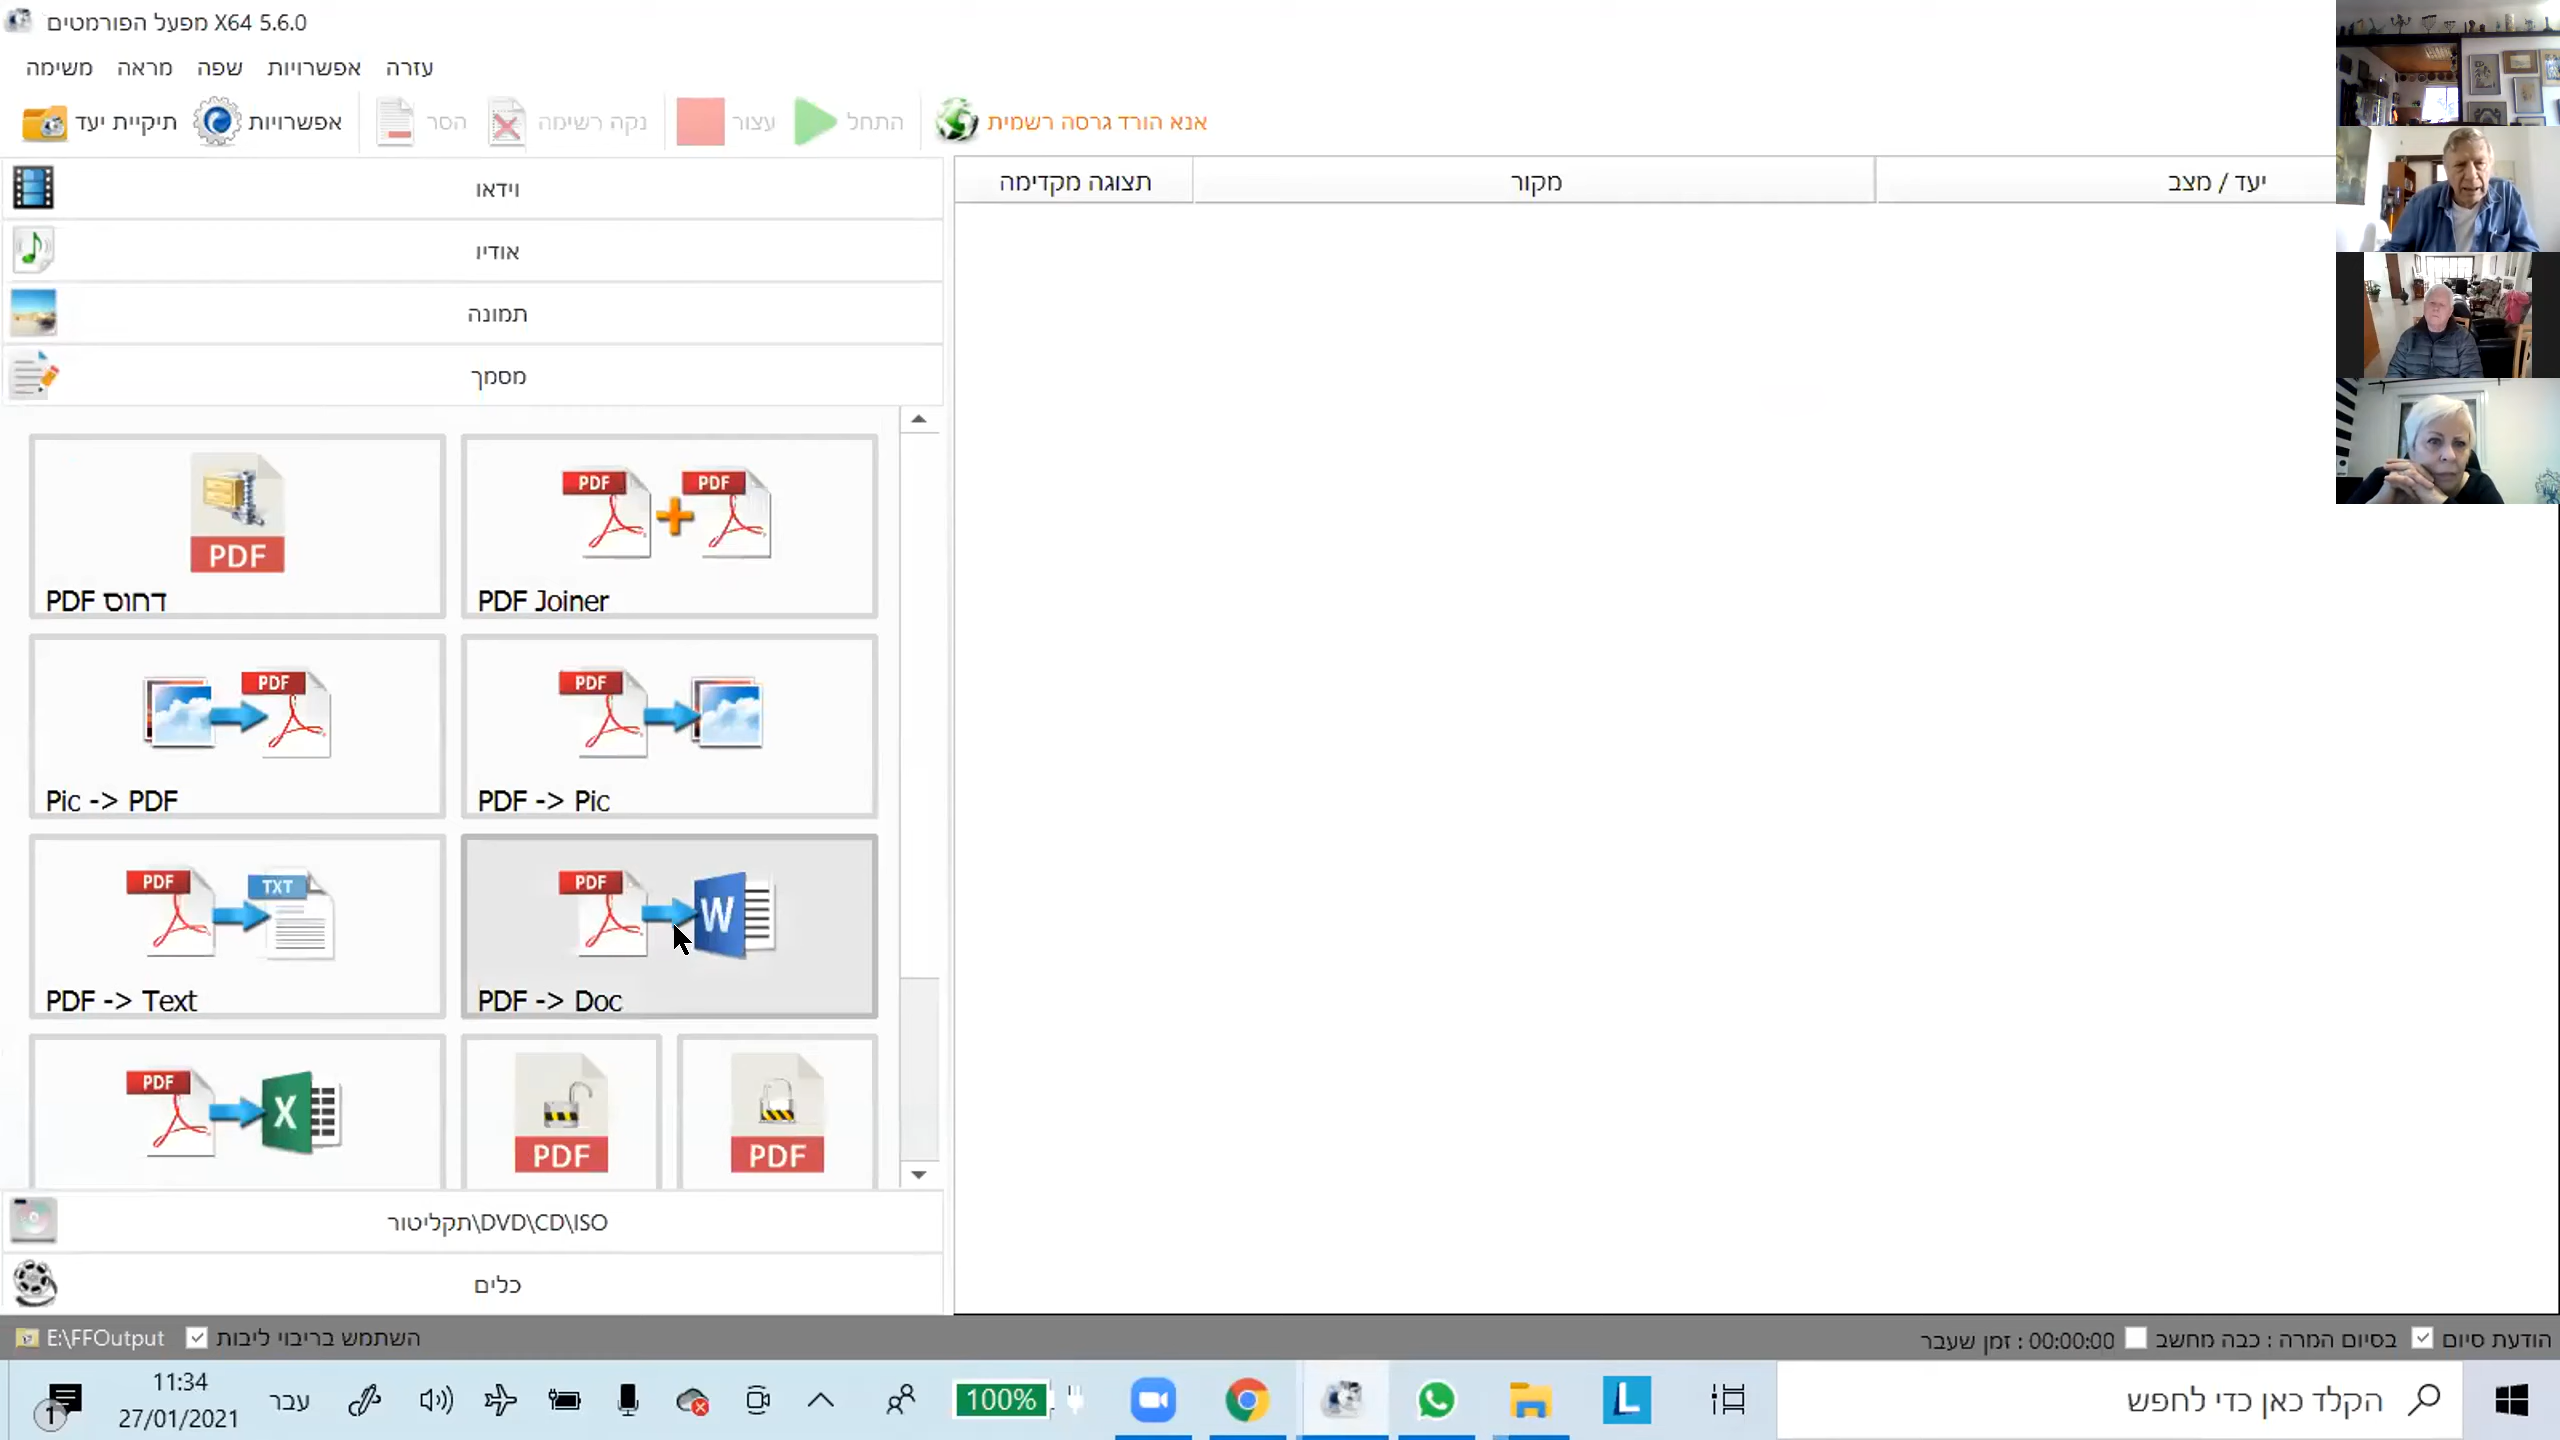 מפעל הפורמטים X64 5.6.0
משימה מראה שפה אפשרויות עזרה
תיקיית יעד אפשרויות הסר נקה רשימה עצור התחל אנא הורד גרסה רשמית
וידאו
תצוגה מקדימה מקור יעד / מצב
אודיו
תמונה
מסמך
PDF PDF PDF
PDF דחוס PDF Joiner
PDF PDF
Pic -> PDF PDF -> Pic
PDF TXT PDF W
PDF -> Text PDF -> Doc
PDF X PDF PDF
תקליטור\DVD\CD\ISO
כלים
E:\FFOutput השתמש בריבוי ליבות זמן שעבר : 00:00:00 בסיום המרה : כבה מחשב הודעת סיום
1 11:34 עבר 100% L הקלד כאן כדי לחפש
27/01/2021